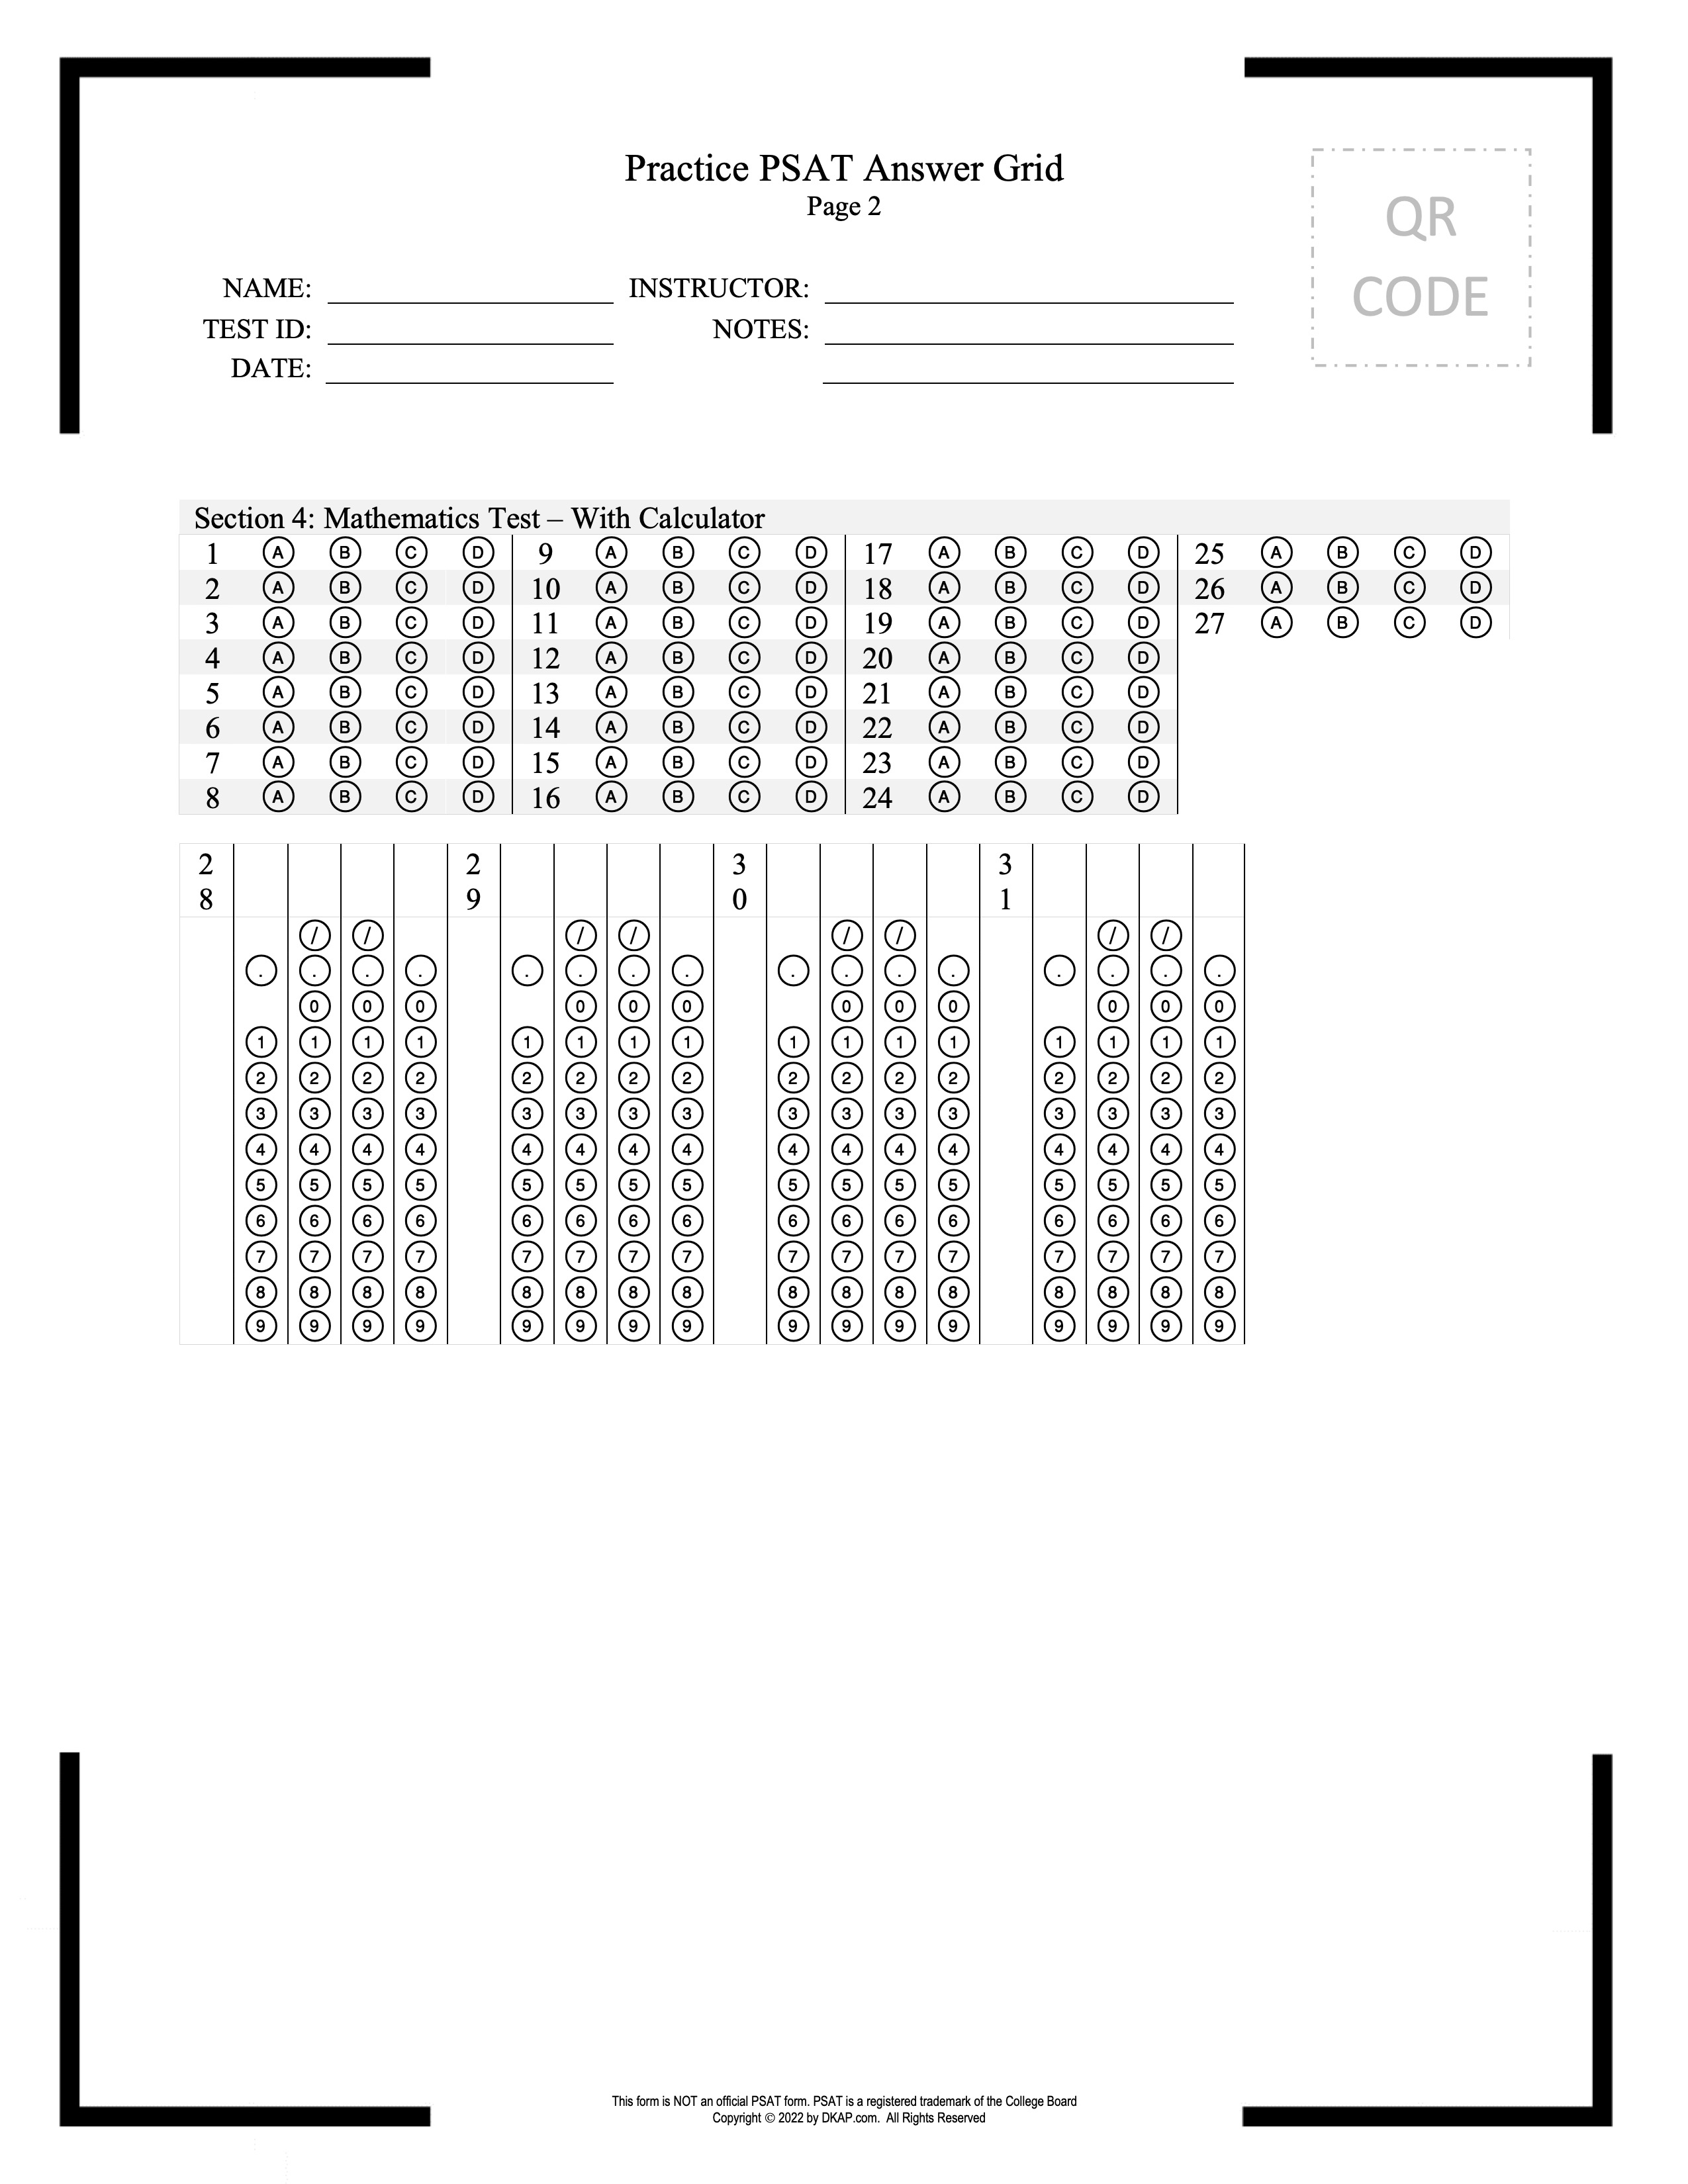 Practice PSAT Answer Grid
Page 2
QR
CODE
NAME: INSTRUCTOR:
TEST ID: NOTES:
DATE:
Section 4: Mathematics Test – With Calculator
1 A B C D 9 A B C D 17 A B C D 25 A B C D
2 A B C D 10 A B C D 18 A B C D 26 A B C D
3 A B C D 11 A B C D 19 A B C D 27 A B C D
4 A B C D 12 A B C D 20 A B C D
5 A B C D 13 A B C D 21 A B C D
6 A B C D 14 A B C D 22 A B C D
7 A B C D 15 A B C D 23 A B C D
8 A B C D 16 A B C D 24 A B C D
2 2 3 3
8 9 0 1
/ / / / / / / /
. . . . . . . . . . . . . . . .
0 0 0 0 0 0 0 0 0 0 0 0
1 1 1 1 1 1 1 1 1 1 1 1 1 1 1 1
2 2 2 2 2 2 2 2 2 2 2 2 2 2 2 2
3 3 3 3 3 3 3 3 3 3 3 3 3 3 3 3
4 4 4 4 4 4 4 4 4 4 4 4 4 4 4 4
5 5 5 5 5 5 5 5 5 5 5 5 5 5 5 5
6 6 6 6 6 6 6 6 6 6 6 6 6 6 6 6
7 7 7 7 7 7 7 7 7 7 7 7 7 7 7 7
8 8 8 8 8 8 8 8 8 8 8 8 8 8 8 8
9 9 9 9 9 9 9 9 9 9 9 9 9 9 9 9
This form is NOT an official PSAT form. PSAT is a registered trademark of the College Board
Copyright © 2022 by DKAP.com. All Rights Reserved